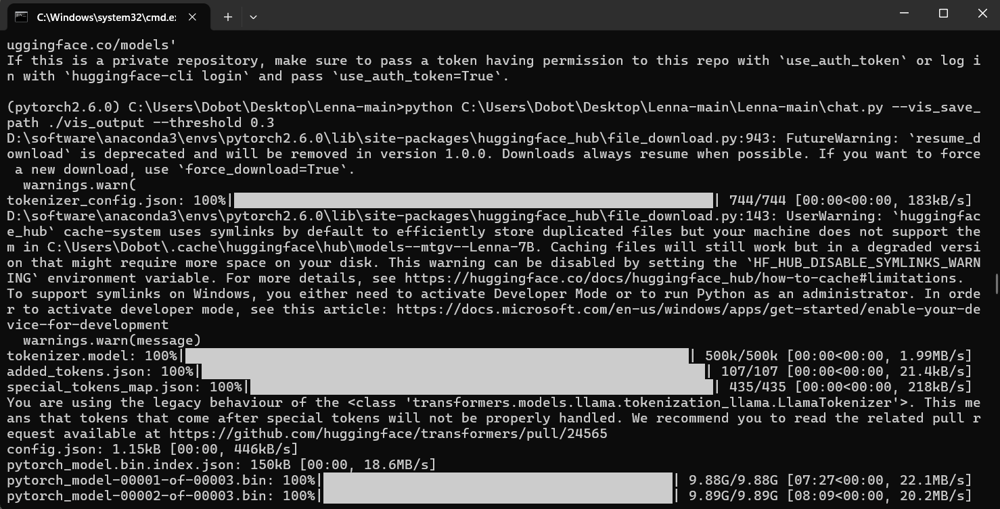 C:\Windows\system32\cmd.e
uggingface.co/models'
If this is a private repository, make sure to pass a token having permission to this repo with `use_auth_token` or log i
n with `huggingface-cli login` and pass `use_auth_token=True`.
(pytorch2.6.0) C:\Users\Dobot\Desktop\Lenna-main>python C:\Users\Dobot\Desktop\Lenna-main\Lenna-main\chat.py --vis_save_
path ./vis_output --threshold 0.3
D:\software\anaconda3\envs\pytorch2.6.0\lib\site-packages\huggingface_hub\file_download.py:943: FutureWarning: `resume_d
ownload` is deprecated and will be removed in version 1.0.0. Downloads always resume when possible. If you want to force
 a new download, use `force_download=True`.
  warnings.warn(
tokenizer_config.json: 100%|| 744/744 [00:00<00:00, 183kB/s]
D:\software\anaconda3\envs\pytorch2.6.0\lib\site-packages\huggingface_hub\file_download.py:143: UserWarning: `huggingfac
e_hub` cache-system uses symlinks by default to efficiently store duplicated files but your machine does not support the
m in C:\Users\Dobot\.cache\huggingface\hub\models--mtgv--Lenna-7B. Caching files will still work but in a degraded versi
on that might require more space on your disk. This warning can be disabled by setting the `HF_HUB_DISABLE_SYMLINKS_WARN
ING` environment variable. For more details, see https://huggingface.co/docs/huggingface_hub/how-to-cache#limitations.
To support symlinks on Windows, you either need to activate Developer Mode or to run Python as an administrator. In orde
r to activate developer mode, see this article: https://docs.microsoft.com/en-us/windows/apps/get-started/enable-your-de
vice-for-development
  warnings.warn(message)
tokenizer.model: 100%|| 500k/500k [00:00<00:00, 1.99MB/s]
added_tokens.json: 100%|| 107/107 [00:00<00:00, 21.4kB/s]
special_tokens_map.json: 100%|| 435/435 [00:00<00:00, 218kB/s]
You are using the legacy behaviour of the <class 'transformers.models.llama.tokenization_llama.LlamaTokenizer'>. This me
ans that tokens that come after special tokens will not be properly handled. We recommend you to read the related pull r
equest available at https://github.com/huggingface/transformers/pull/24565
config.json: 1.15kB [00:00, 446kB/s]
pytorch_model.bin.index.json: 150kB [00:00, 18.6MB/s]
pytorch_model-00001-of-00003.bin: 100%|| 9.88G/9.88G [07:27<00:00, 22.1MB/s]
pytorch_model-00002-of-00003.bin: 100%|| 9.89G/9.89G [08:09<00:00, 20.2MB/s]